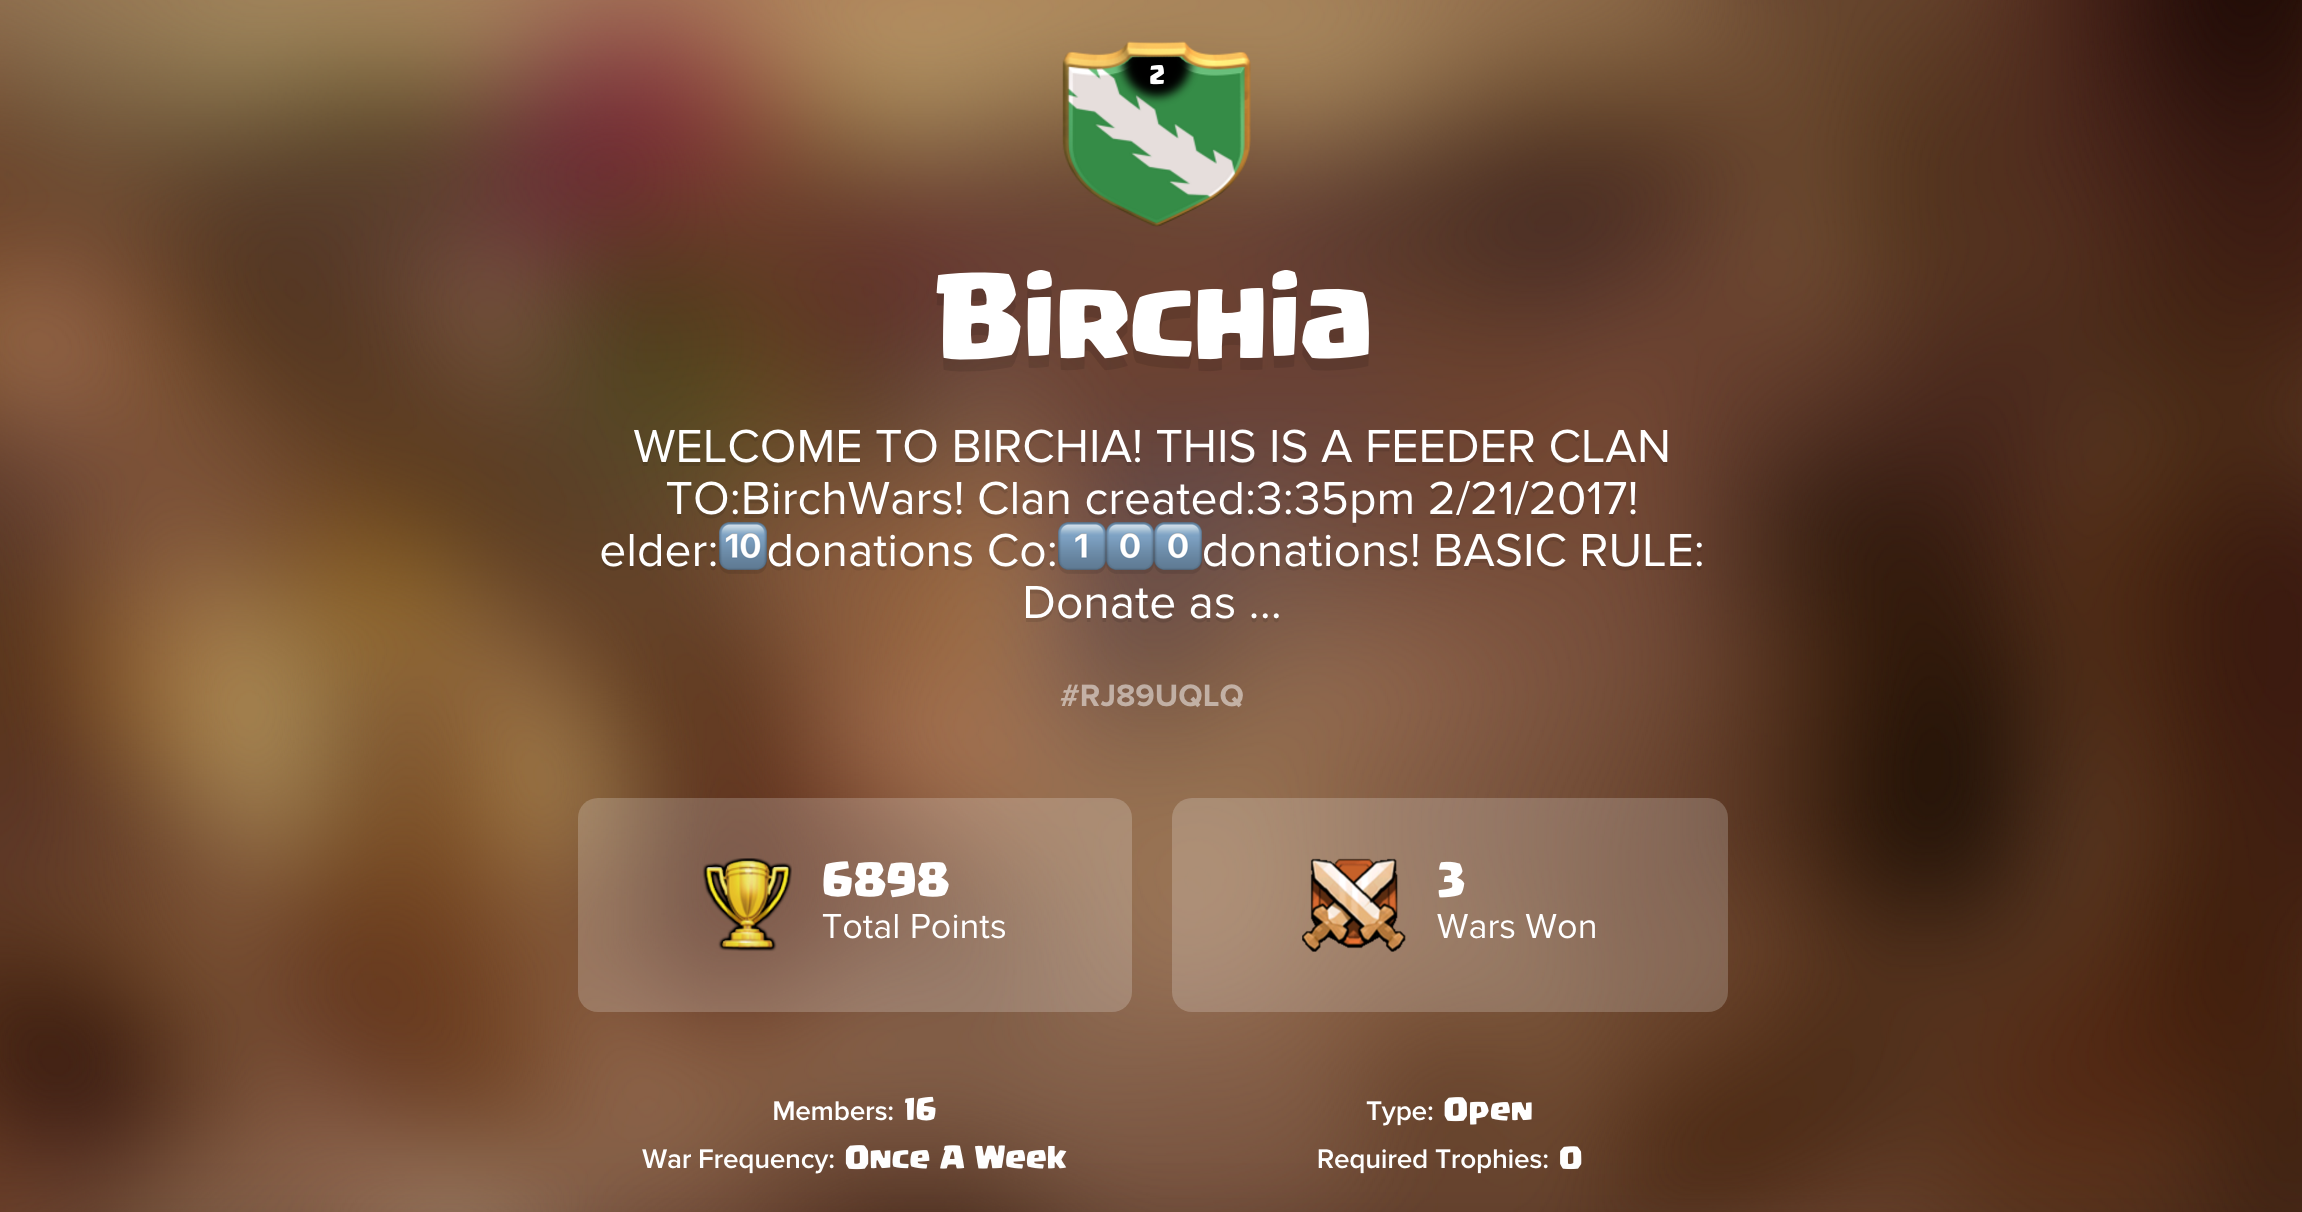 2
Birchia
WELCOME TO BIRCHIA! THIS IS A FEEDER CLAN
TO:BirchWars! Clan created:3:35pm 2/21/2017!
elder:🔟donations Co:1️⃣0️⃣0️⃣donations! BASIC RULE:
Donate as ...
#RJ89UQLQ
6898
Total Points
3
Wars Won
Members: 16
War Frequency: Once A Week
Type: Open
Required Trophies: 0